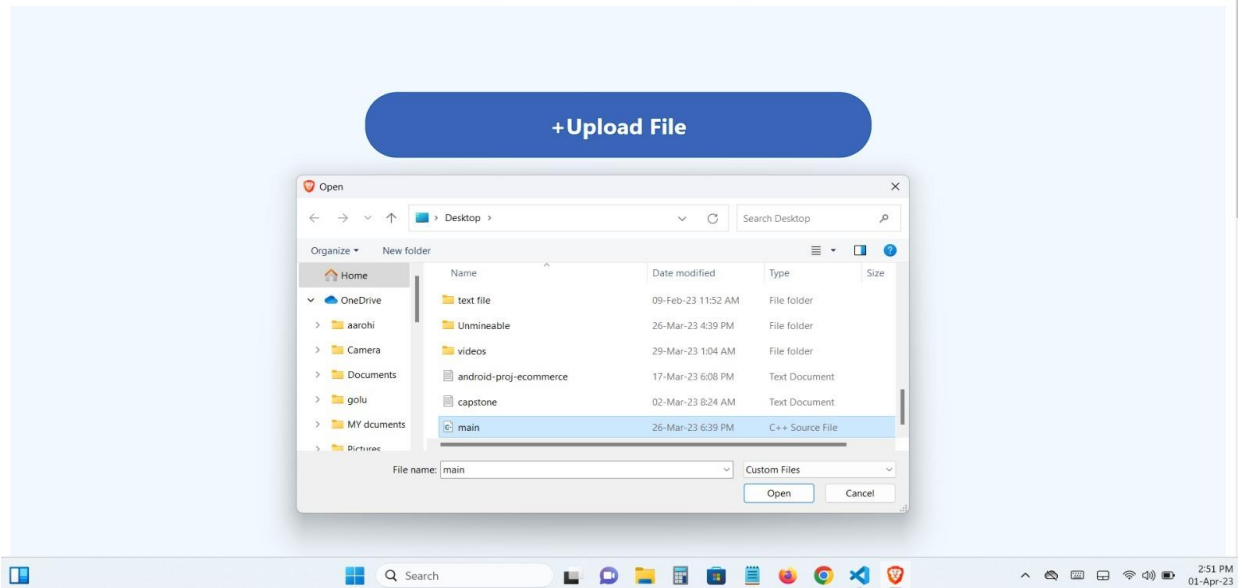 +Upload File
Open
Desktop
Search Desktop
Organize
New folder
Home
Name
Date modified
Type
Size
OneDrive
text file
09-Feb-23 11:52 AM
File folder
aarohi
Unmineable
26-Mar-23 4:39 PM
File folder
Camera
videos
29-Mar-23 1:04 AM
File folder
Documents
android-proj-ecommerce
17-Mar-23 6:08 PM
Text Document
golu
capstone
02-Mar-23 8:24 AM
Text Document
MY dcuments
main
26-Mar-23 6:39 PM
C++ Source File
Pictures
File name:
main
Custom Files
Open
Cancel
Search
2:51 PM
01-Apr-23